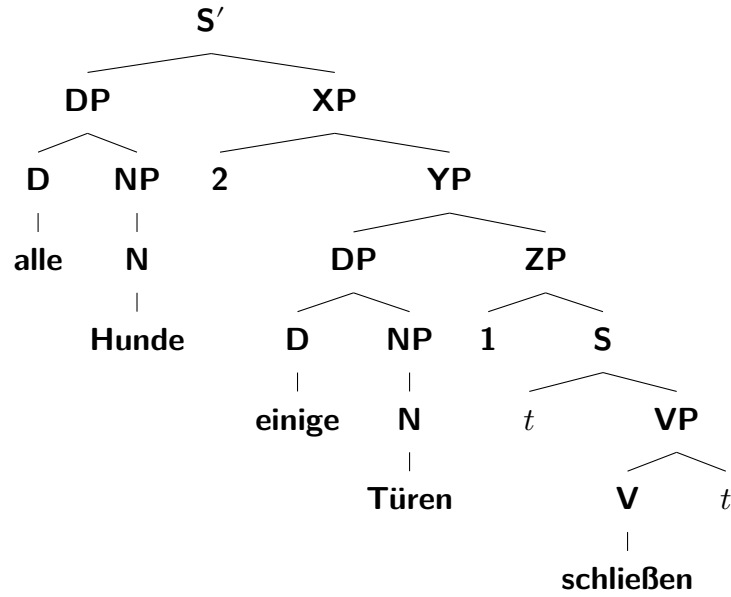 S′
DP XP
D NP 2 YP
alle N DP ZP
Hunde D NP 1 S
einige N t VP
Türen V t
schließen